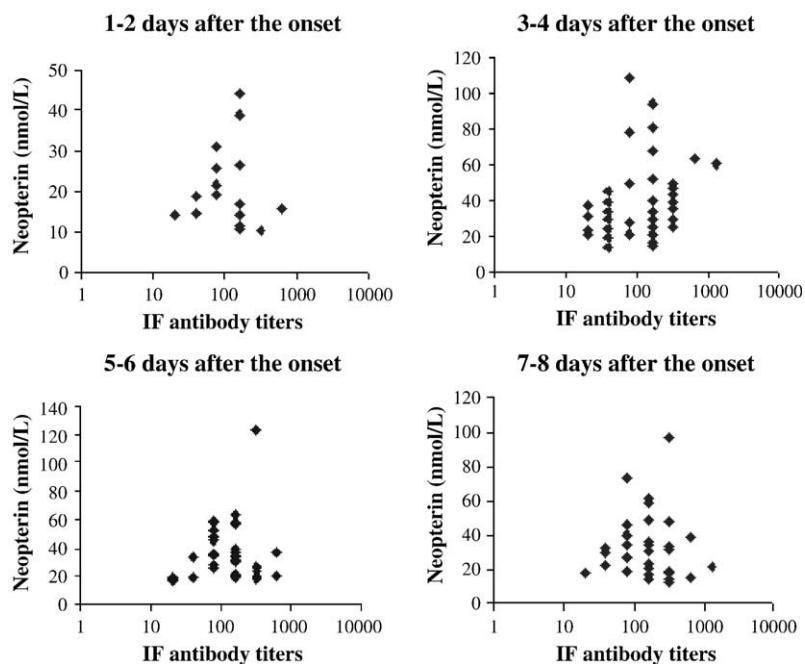 1-2 days after the onset
Neopterin (nmol/L)
50
40
30
20
10
0
1 10 100 1000 10000
IF antibody titers
3-4 days after the onset
Neopterin (nmol/L)
120
100
80
60
40
20
0
1 10 100 1000 10000
IF antibody titers
5-6 days after the onset
Neopterin (nmol/L)
140
120
100
80
60
40
20
0
1 10 100 1000 10000
IF antibody titers
7-8 days after the onset
Neopterin (nmol/L)
120
100
80
60
40
20
0
1 10 100 1000 10000
IF antibody titers